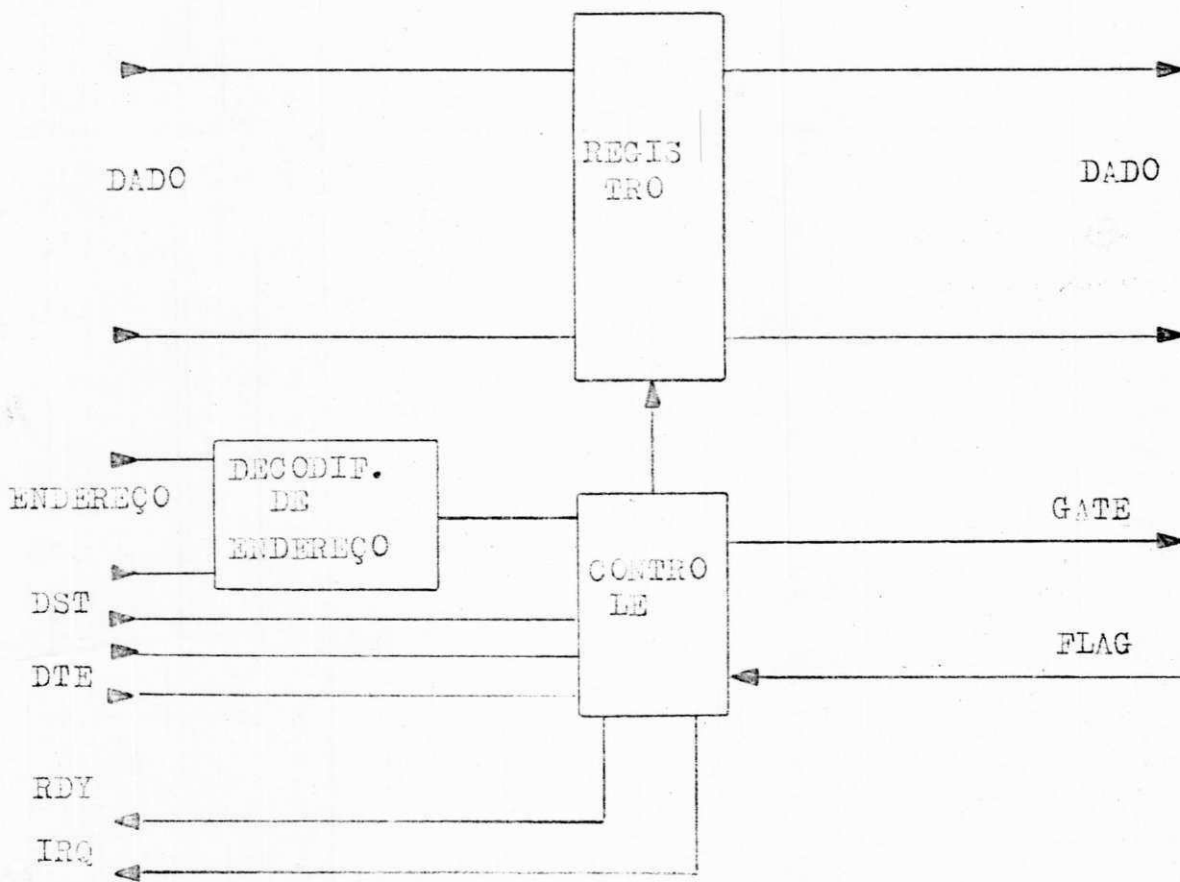 REGIS
TRO
DADO
DADO
DECODIF.
DE
ENDEREÇO
ENDEREÇO
GATE
CONTRO
LE
DST
FLAG
DTE
RDY
IRQ